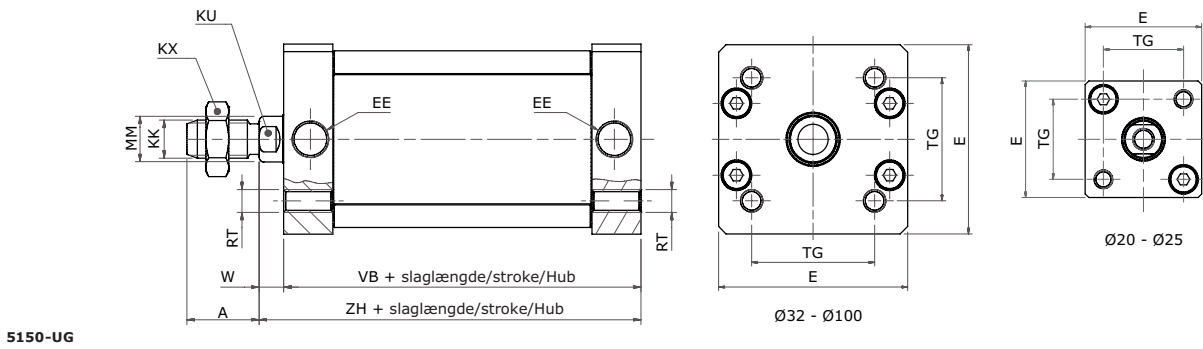 KU
KX
EE
EE
MM
KK
RT
RT
W
VB + slaglængde/stroke/Hub
A
ZH + slaglængde/stroke/Hub
TG
E
TG
E
Ø32 - Ø100
E
TG
E
TG
Ø20 - Ø25
5150-UG